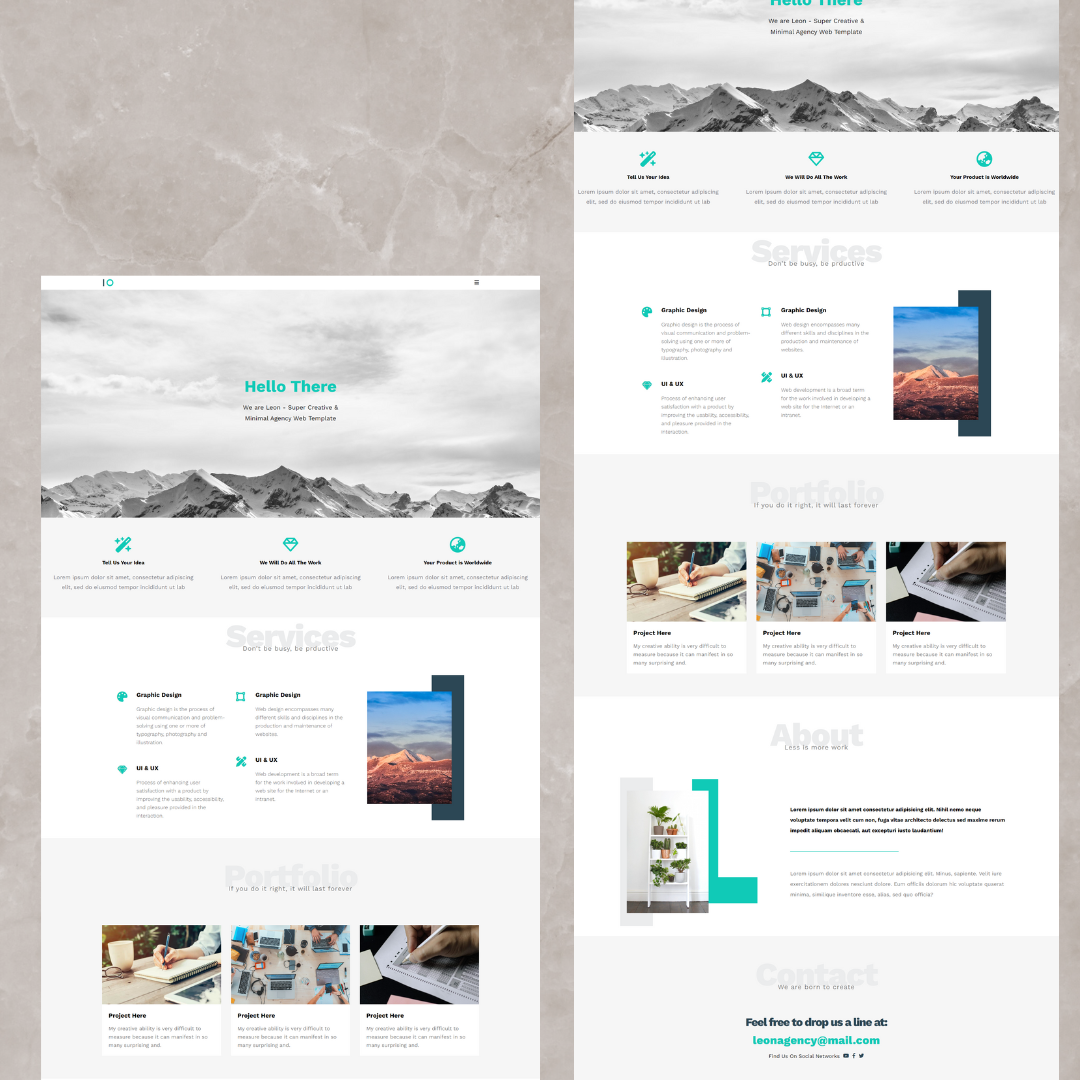 IO
Hello There
We are Leon - Super Creative &
Minimal Agency Web Template
Tell Us Your Idea
Lorem ipsum dolor sit amet, consectetur adipiscing
elit, sed do eiusmod tempor incididunt ut lab
We Will Do All The Work
Lorem ipsum dolor sit amet, consectetur adipiscing
elit, sed do eiusmod tempor incididunt ut lab
Your Product is Worldwide
Lorem ipsum dolor sit amet, consectetur adipiscing
elit, sed do eiusmod tempor incididunt ut lab
Services
Don't be busy, be prductive
Graphic Design
Graphic design is the process of
visual communication and problem-
solving using one or more of
typography, photography and
illustration.
Graphic Design
Web design encompasses many
different skills and disciplines in the
production and maintenance of
websites.
UI & UX
Process of enhancing user
satisfaction with a product by
improving the usability, accessibility,
and pleasure provided in the
interaction.
UI & UX
Web development is a broad term
for the work involved in developing a
web site for the Internet or an
intranet.
Portfolio
If you do it right, it will last forever
Project Here
My creative ability is very difficult to
measure because it can manifest in so
many surprising and.
Project Here
My creative ability is very difficult to
measure because it can manifest in so
many surprising and.
Project Here
My creative ability is very difficult to
measure because it can manifest in so
many surprising and.
Hello There
We are Leon - Super Creative &
Minimal Agency Web Template
Tell Us Your Idea
Lorem ipsum dolor sit amet, consectetur adipiscing
elit, sed do eiusmod tempor incididunt ut lab
We Will Do All The Work
Lorem ipsum dolor sit amet, consectetur adipiscing
elit, sed do eiusmod tempor incididunt ut lab
Your Product is Worldwide
Lorem ipsum dolor sit amet, consectetur adipiscing
elit, sed do eiusmod tempor incididunt ut lab
Services
Don't be busy, be prductive
Graphic Design
Graphic design is the process of
visual communication and problem-
solving using one or more of
typography, photography and
illustration.
Graphic Design
Web design encompasses many
different skills and disciplines in the
production and maintenance of
websites.
UI & UX
Process of enhancing user
satisfaction with a product by
improving the usability, accessibility,
and pleasure provided in the
interaction.
UI & UX
Web development is a broad term
for the work involved in developing a
web site for the Internet or an
intranet.
Portfolio
If you do it right, it will last forever
Project Here
My creative ability is very difficult to
measure because it can manifest in so
many surprising and.
Project Here
My creative ability is very difficult to
measure because it can manifest in so
many surprising and.
Project Here
My creative ability is very difficult to
measure because it can manifest in so
many surprising and.
About
Less is more work
Lorem ipsum dolor sit amet consectetur adipisicing elit. Nihil nemo neque
voluptate tempora velit cum non, fuga vitae architecto delectus sed maxime rerum
impedit aliquam obcaecati, aut excepturi iusto laudantium!
Lorem ipsum dolor sit amet consectetur adipisicing elit. Minus, sapiente. Velit iure
exercitationem dolores nesciunt dolore. Eum officiis dolorum hic voluptate quaerat
minima, similique inventore esse, alias, sed quo officia?
Contact
We are born to create
Feel free to drop us a line at:
leonagency@mail.com
Find Us On Social Networks